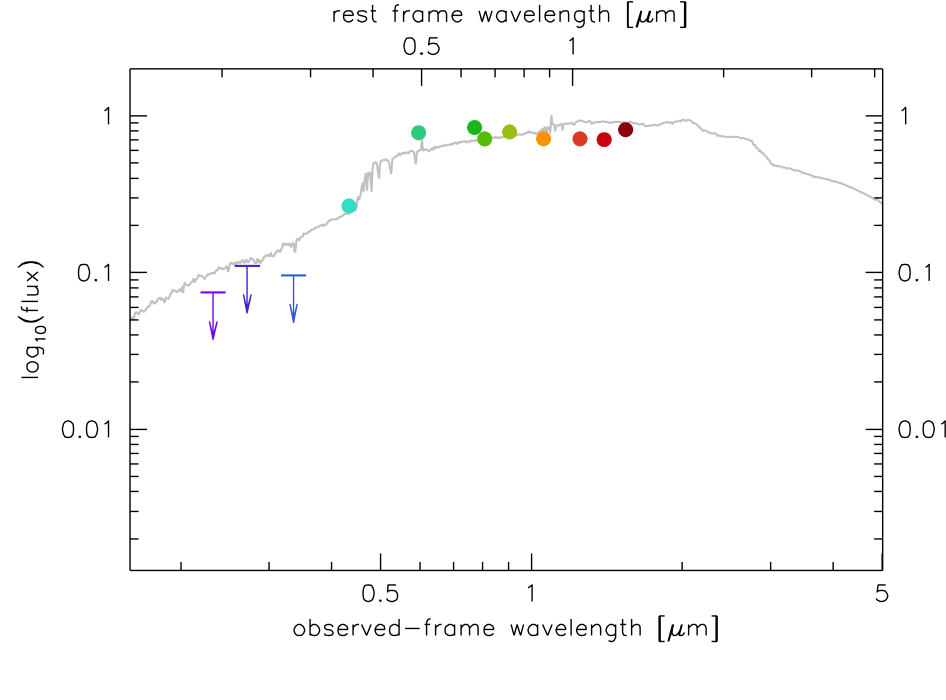 rest frame wavelength [μm]
0.5 1
1 1
0.1 0.1
log10(flux)
0.01 0.01
0.5 1 5
observed-frame wavelength [μm]